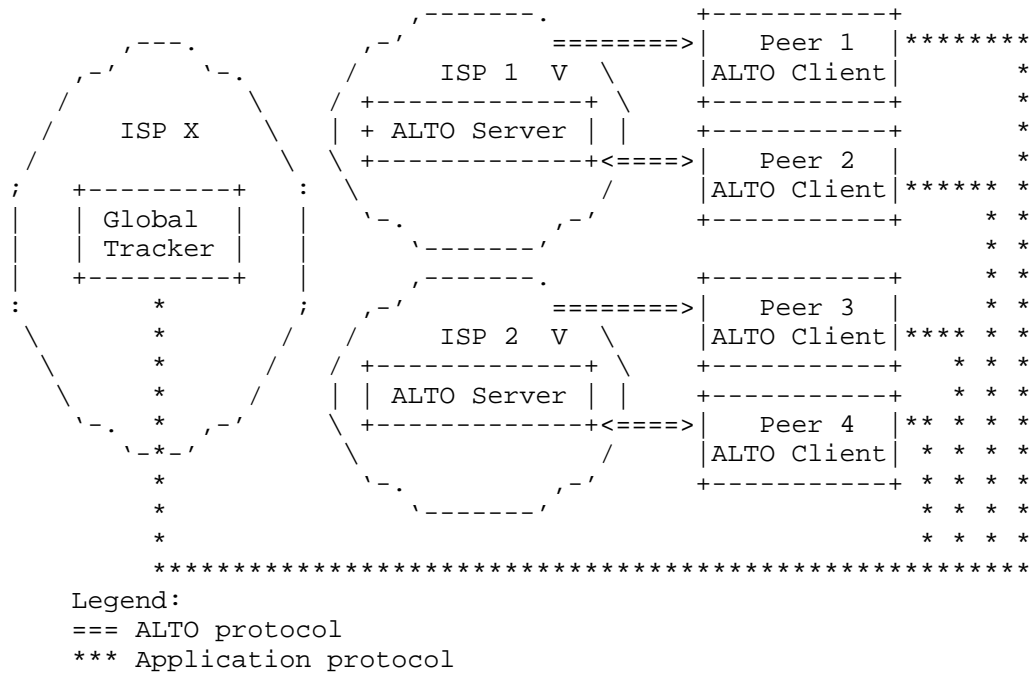 Peer 1
ISP 1 V
ALTO Client
ISP X
+ ALTO Server
Peer 2
ALTO Client
Global
Tracker
Peer 3
ISP 2 V
ALTO Client
ALTO Server
Peer 4
ALTO Client
Legend:
=== ALTO protocol
*** Application protocol